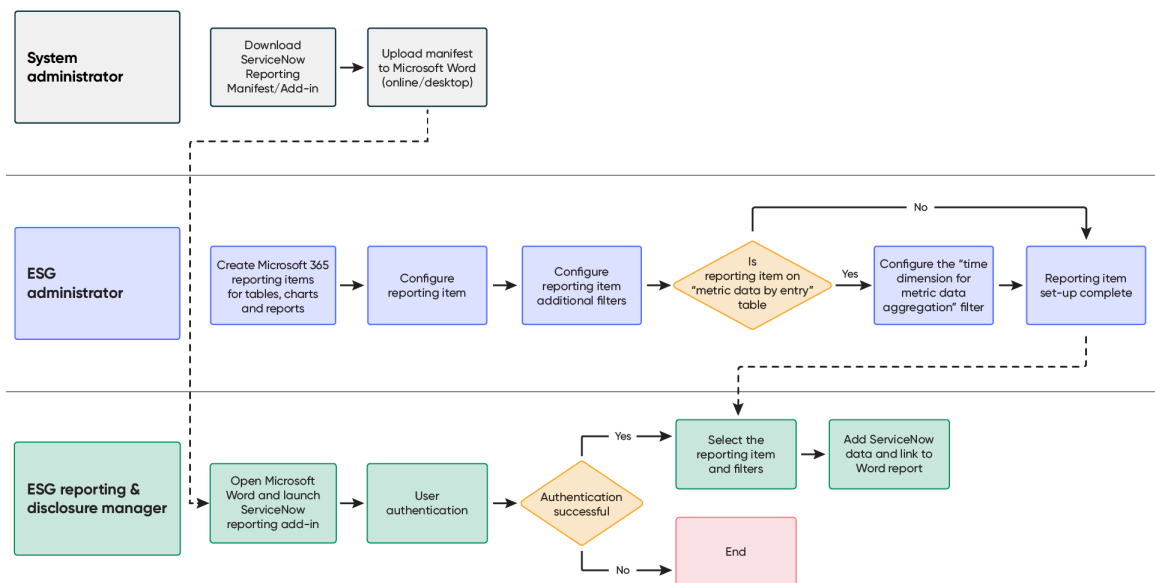 System
administrator
Download
ServiceNow
Reporting
Manifest/Add-in
Upload manifest
to Microsoft Word
(online/desktop)
ESG
administrator
Create Microsoft 365
reporting items
for tables, charts
and reports
Configure
reporting item
Configure
reporting item
additional filters
Is
reporting item on
“metric data by entry”
table
No
Yes
Configure the “time
dimension for
metric data
aggregation” filter
Reporting item
set-up complete
ESG reporting &
disclosure manager
Open Microsoft
Word and launch
ServiceNow
reporting add-in
User
authentication
Authentication
successful
Yes
Select the
reporting item
and filters
Add ServiceNow
data and link to
Word report
No
End